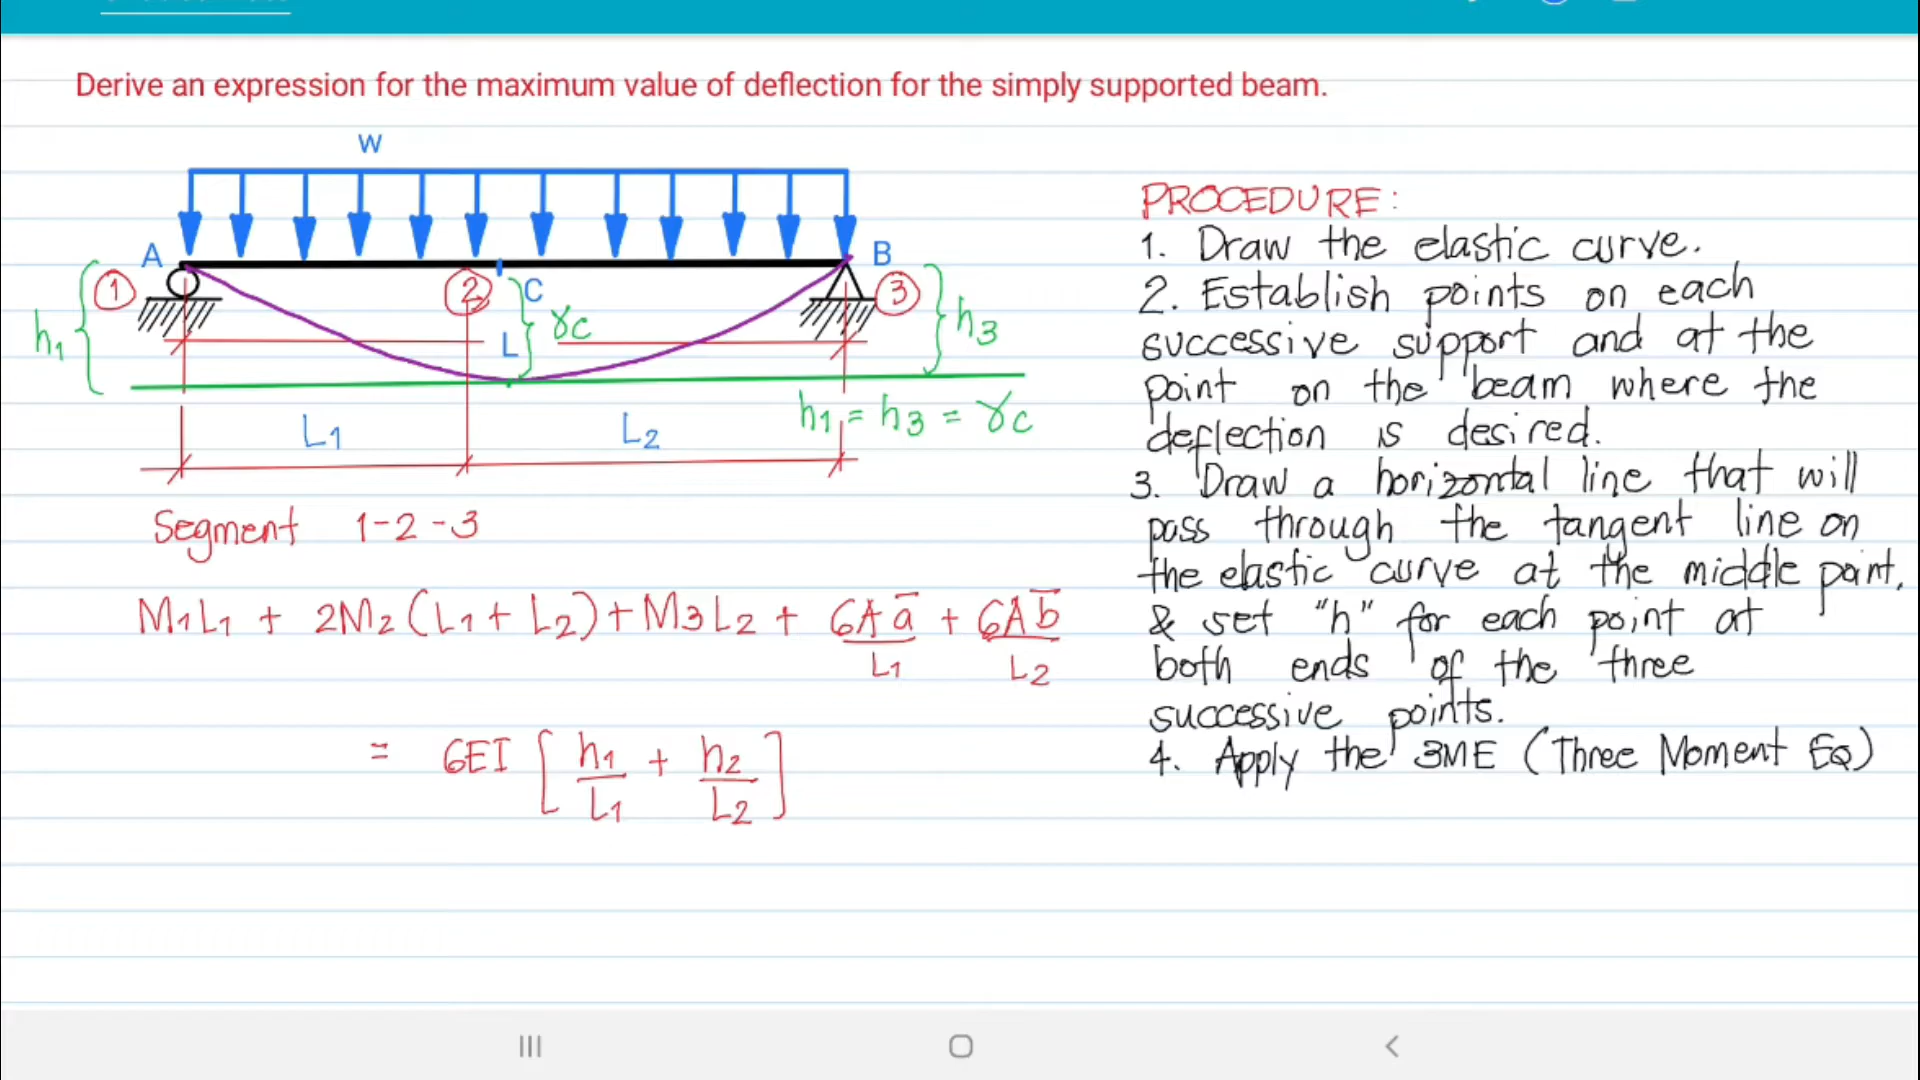 Derive an expression for the maximum value of deflection for the simply supported beam.
w
A
B
1
2
C
3
h1
γc
h3
L
h1 = h3 = γc
L1
L2
Segment 1-2-3
M1L1 + 2M2(L1 + L2) + M3L2 + 6Aā/L1 + 6Ab̄/L2
= 6EI [h1/L1 + h2/L2]
PROCEDURE:
1. Draw the elastic curve.
2. Establish points on each
successive support and at the
point on the beam where the
deflection is desired.
3. Draw a horizontal line that will
pass through the tangent line on
the elastic curve at the middle point,
& set "h" for each point at
both ends of the three
successive points.
4. Apply the 3ME (Three Moment EQ)